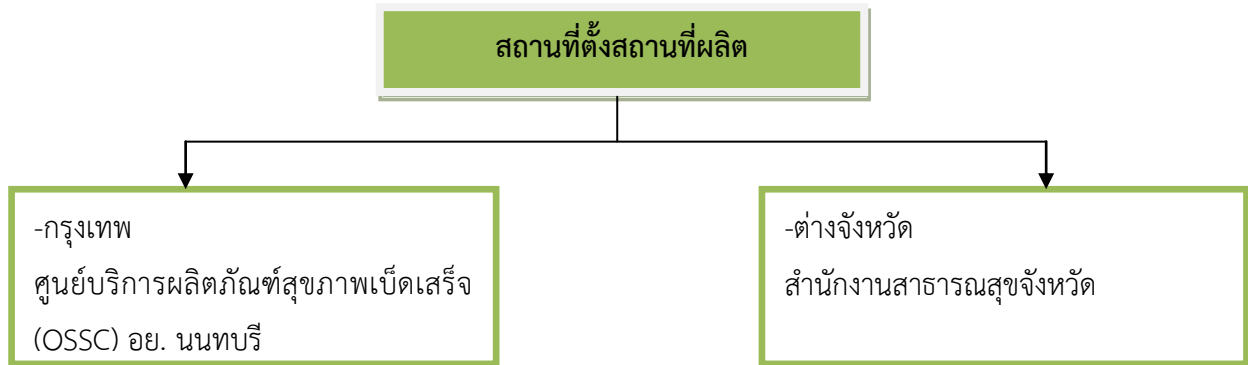 สถานที่ตั้งสถานที่ผลิต
-กรุงเทพ
ศูนย์บริการผลิตภัณฑ์สุขภาพเบ็ดเสร็จ
(OSSC) อย. นนทบรี
-ต่างจังหวัด
สำนักงานสาธารณสุขจังหวัด